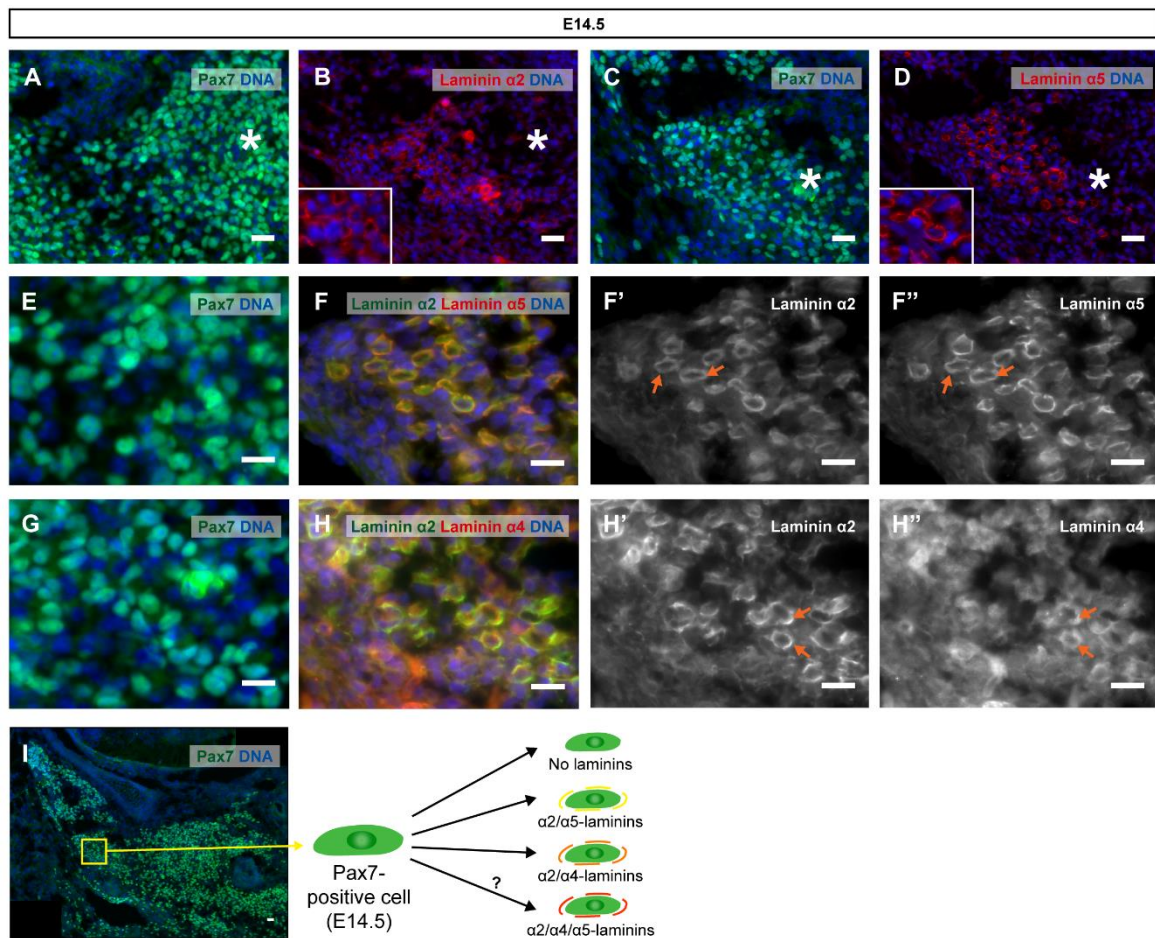 E14.5
A
Pax7 DNA
B
Laminin α2 DNA
C
Pax7 DNA
D
Laminin α5 DNA
*
*
*
*
E
Pax7 DNA
F
Laminin α2 Laminin α5 DNA
F’
Laminin α2
F’’
Laminin α5
G
Pax7 DNA
H
Laminin α2 Laminin α4 DNA
H’
Laminin α2
H’’
Laminin α4
I
Pax7 DNA
Pax7-
positive cell
(E14.5)
No laminins
α2/α5-laminins
α2/α4-laminins
?
α2/α4/α5-laminins